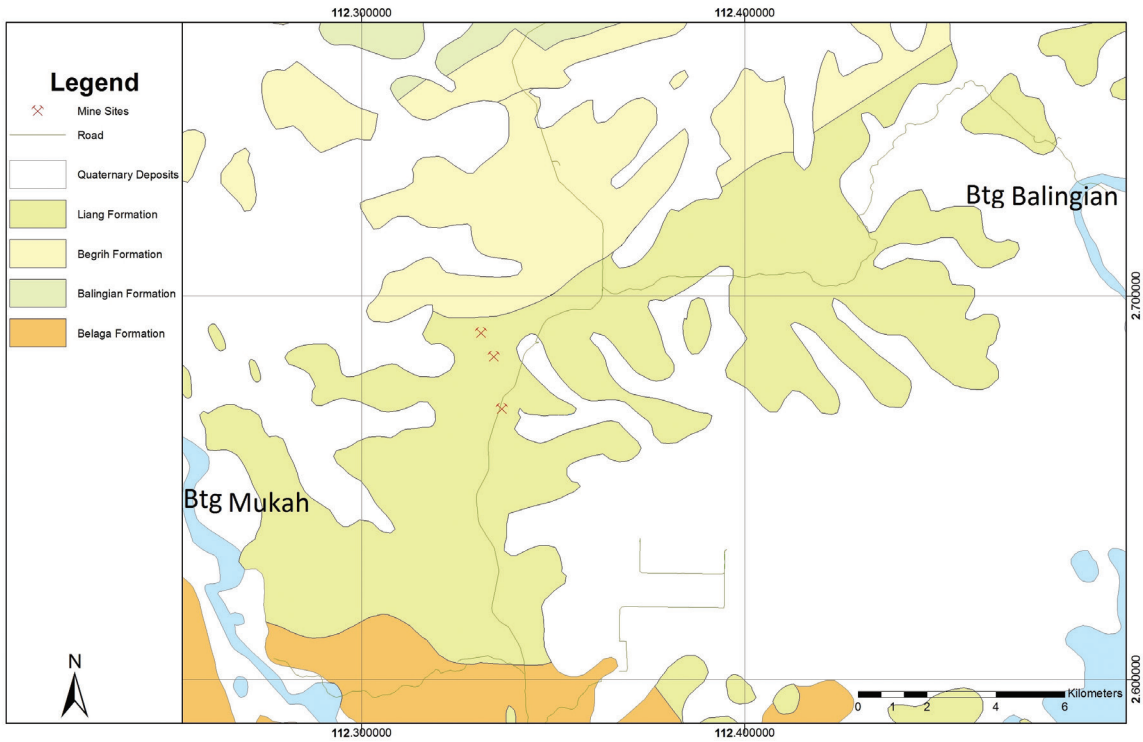 112.300000
112.400000
Legend
Mine Sites
Road
Quaternary Deposits
Liang Formation
Begrih Formation
Balingian Formation
Belaga Formation
Btg Balingian
2.700000
Btg Mukah
N
2.600000
Kilometers
0 1 2 4 6
112.300000
112.400000